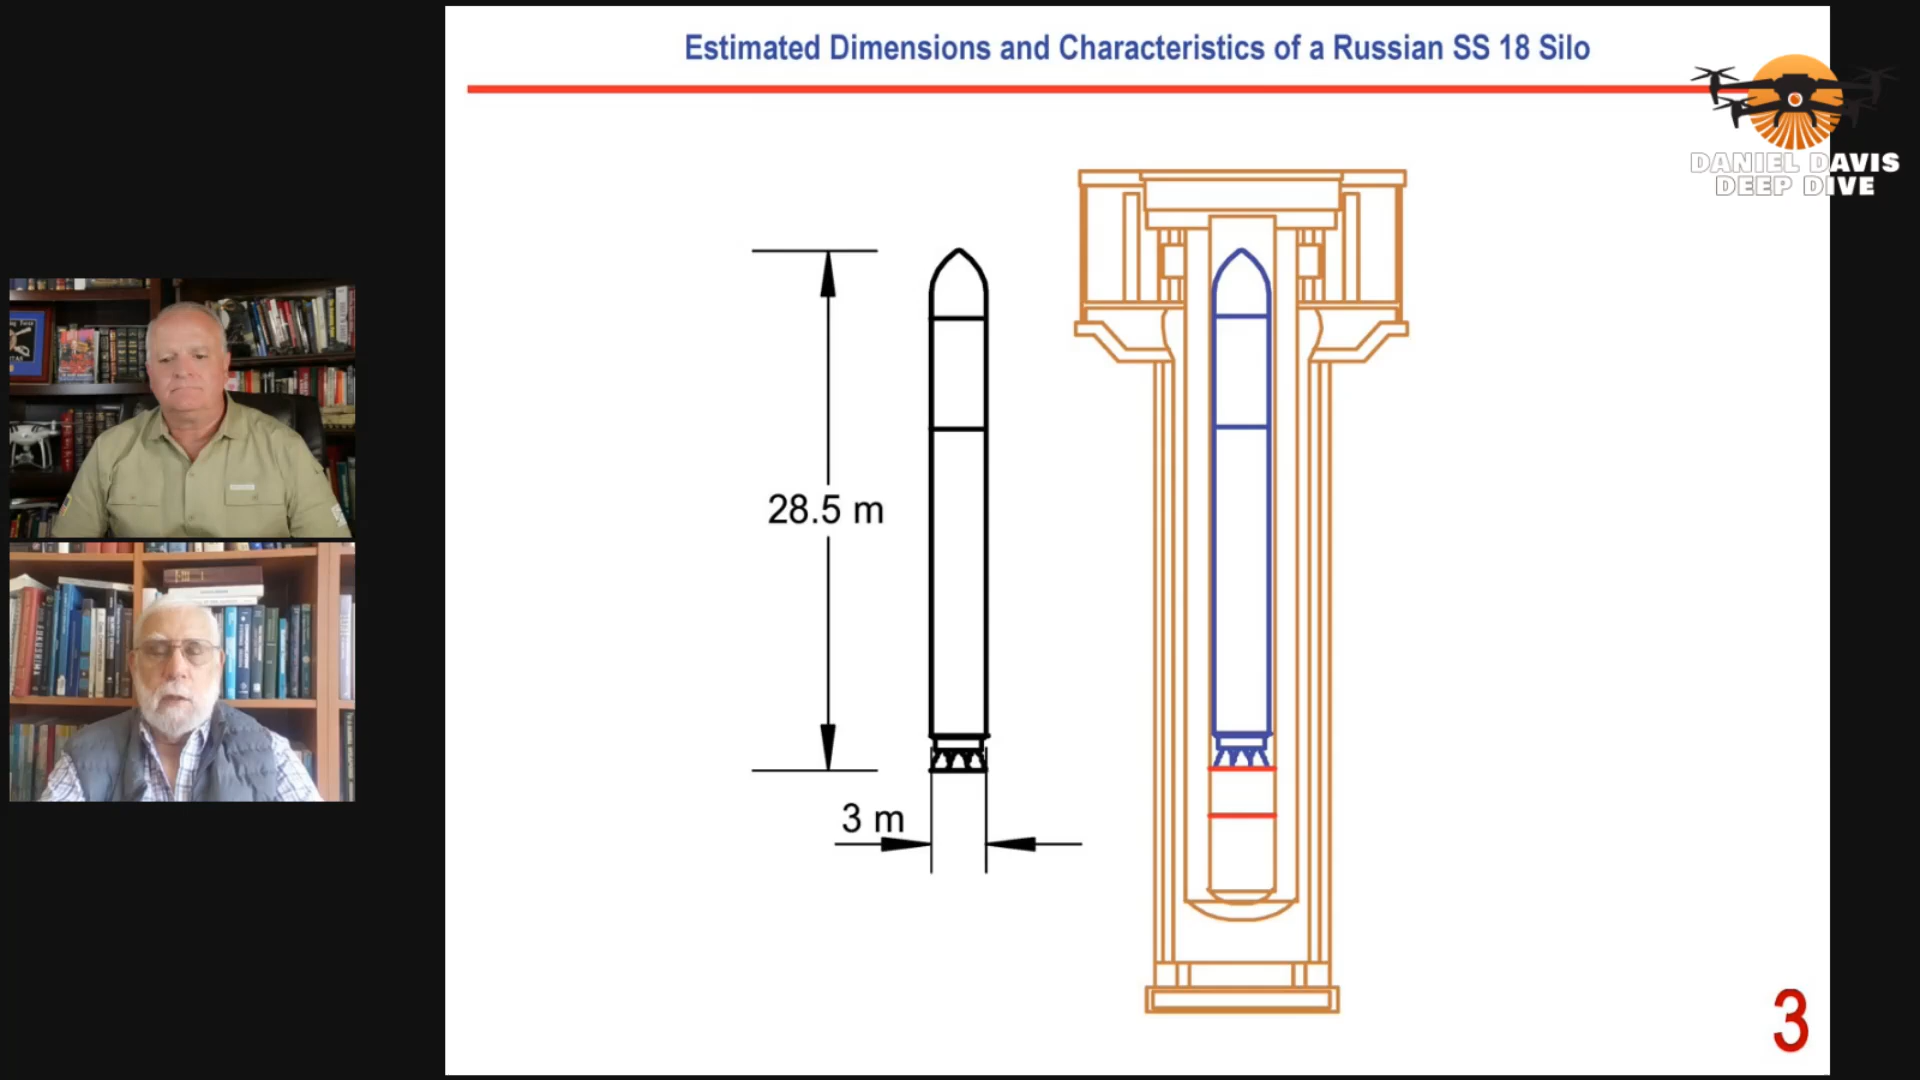 Estimated Dimensions and Characteristics of a Russian SS 18 Silo
DANIEL DAVIS
DEEP DIVE
28.5 m
3 m
3